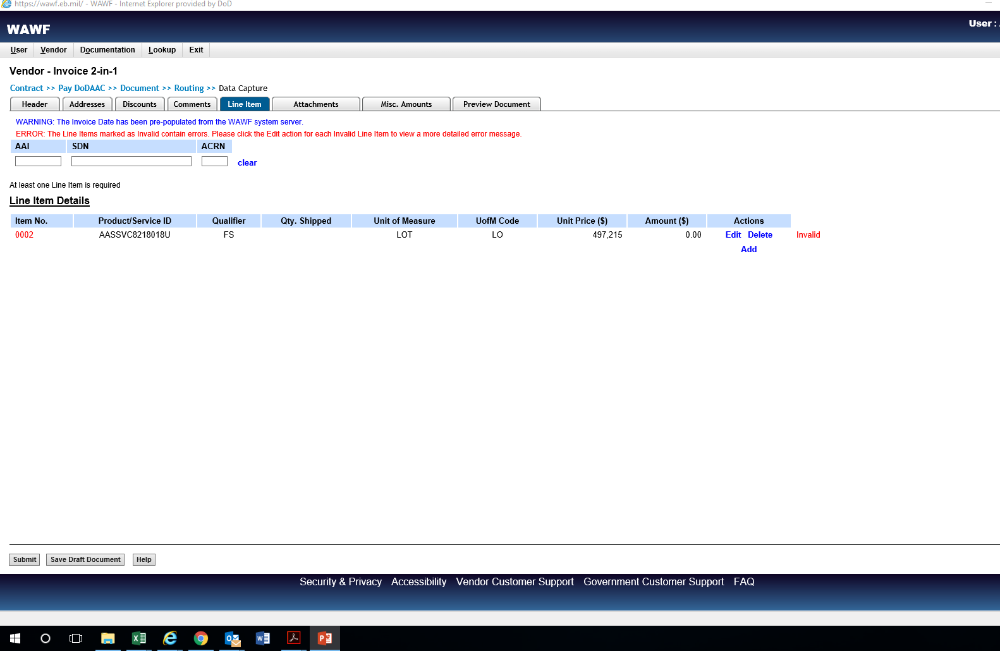 https://wawf.eb.mil/ - WAWF - Internet Explorer provided by DoD
WAWF
User :
User Vendor Documentation Lookup Exit
Vendor - Invoice 2-in-1
Contract >> Pay DoDAAC >> Document >> Routing >> Data Capture
Header Addresses Discounts Comments Line Item Attachments Misc. Amounts Preview Document
WARNING: The Invoice Date has been pre-populated from the WAWF system server.
ERROR: The Line Items marked as Invalid contain errors. Please click the Edit action for each Invalid Line Item to view a more detailed error message.
AAI SDN ACRN
clear
At least one Line Item is required
Line Item Details
Item No. Product/Service ID Qualifier Qty. Shipped Unit of Measure UofM Code Unit Price ($) Amount ($) Actions
0002 AASSVC8218018U FS LOT LO 497,215 0.00 Edit Delete Invalid
Add
Submit Save Draft Document Help
Security & Privacy Accessibility Vendor Customer Support Government Customer Support FAQ